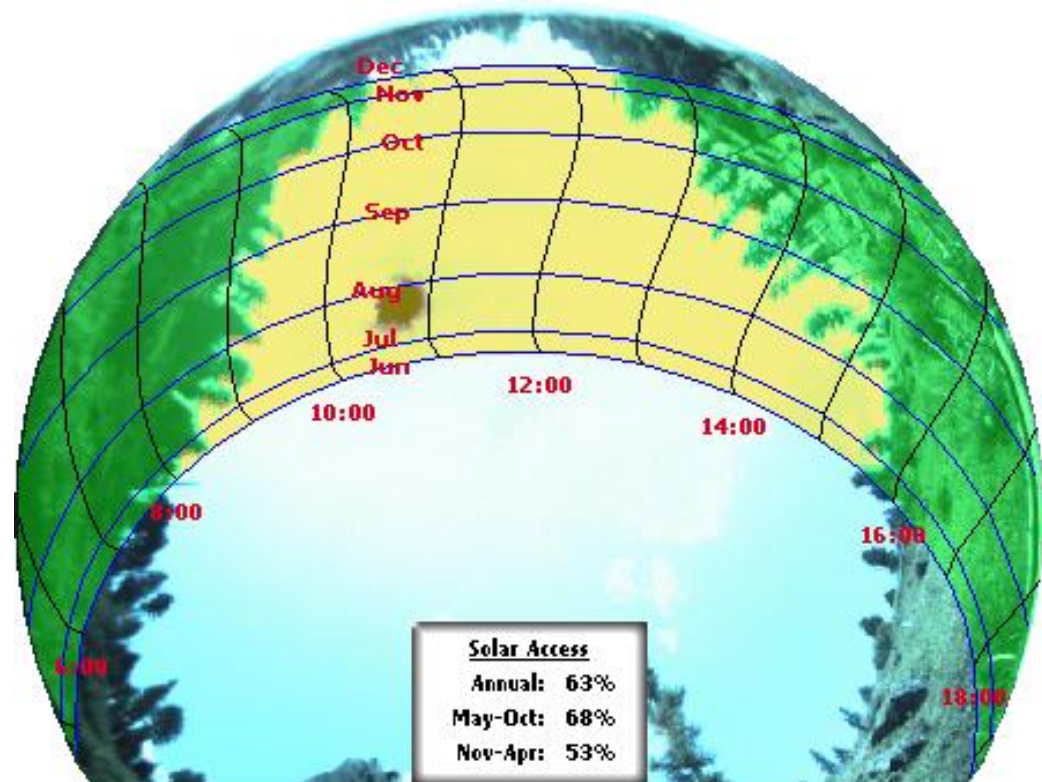 Dec
Nov
Oct
Sep
Aug
Jul
Jun
10:00
12:00
14:00
8:00
16:00
6:00
18:00
Solar Access
Annual: 63%
May-Oct: 68%
Nov-Apr: 53%